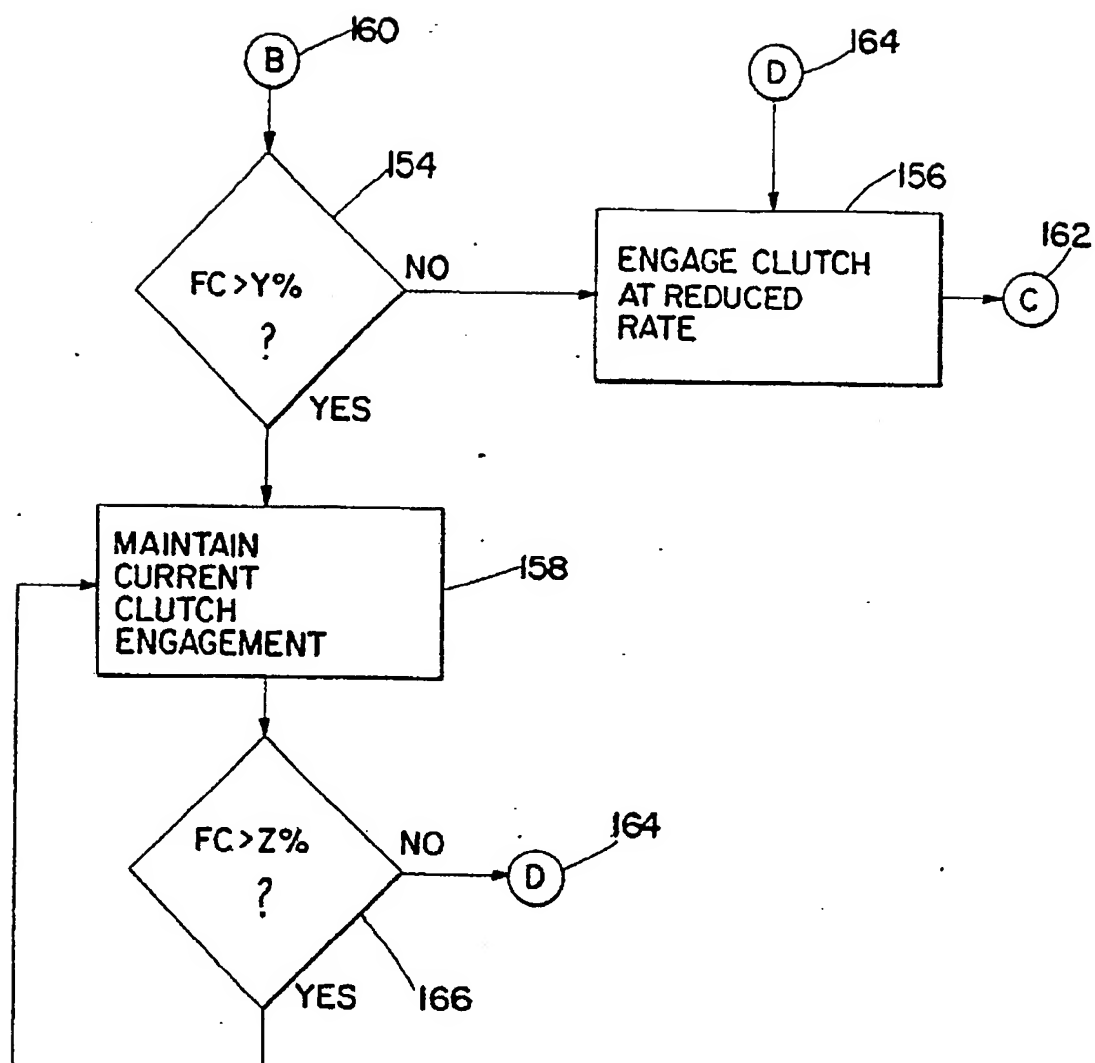 160
B
D
164
154
156
162
FC>Y%
?
NO
ENGAGE CLUTCH
AT REDUCED
RATE
C
YES
MAINTAIN
CURRENT
CLUTCH
ENGAGEMENT
158
FC>Z%
?
NO
D
164
YES
166